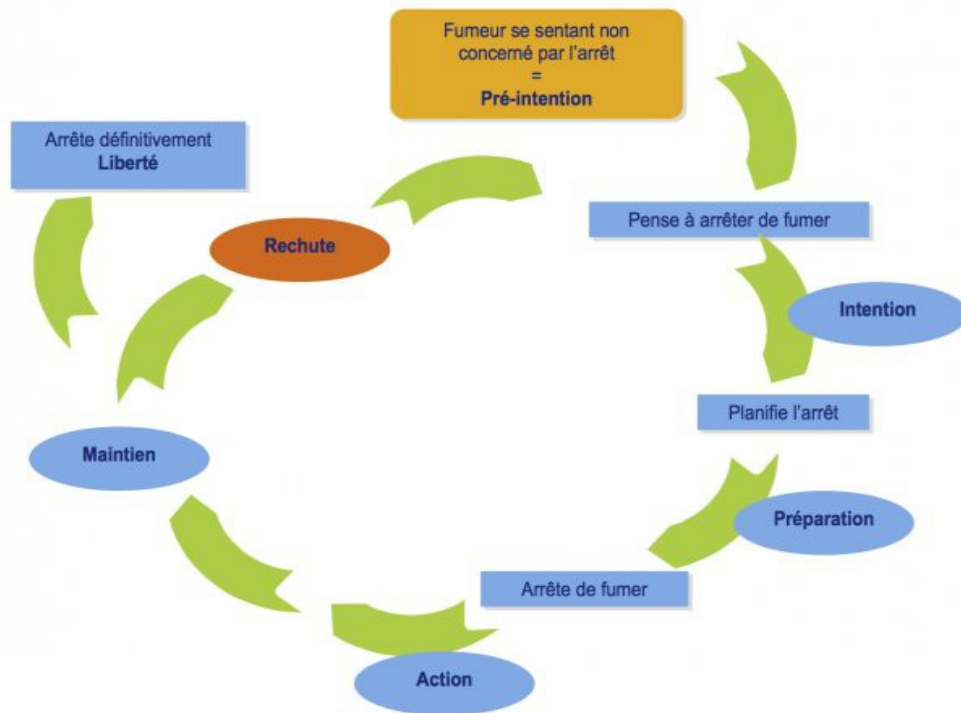 Fumeur se sentant non
concerné par l'arrêt
=
Pré-intention
Arrête définitivement
Liberté
Pense à arrêter de fumer
Rechute
Intention
Planifie l'arrêt
Maintien
Préparation
Arrête de fumer
Action